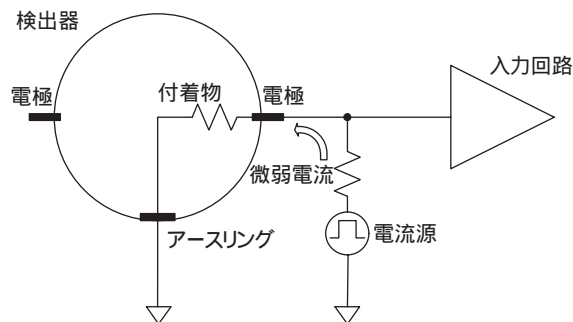 検出器
入力回路
電極
付着物
電極
微弱電流
アースリング
電流源